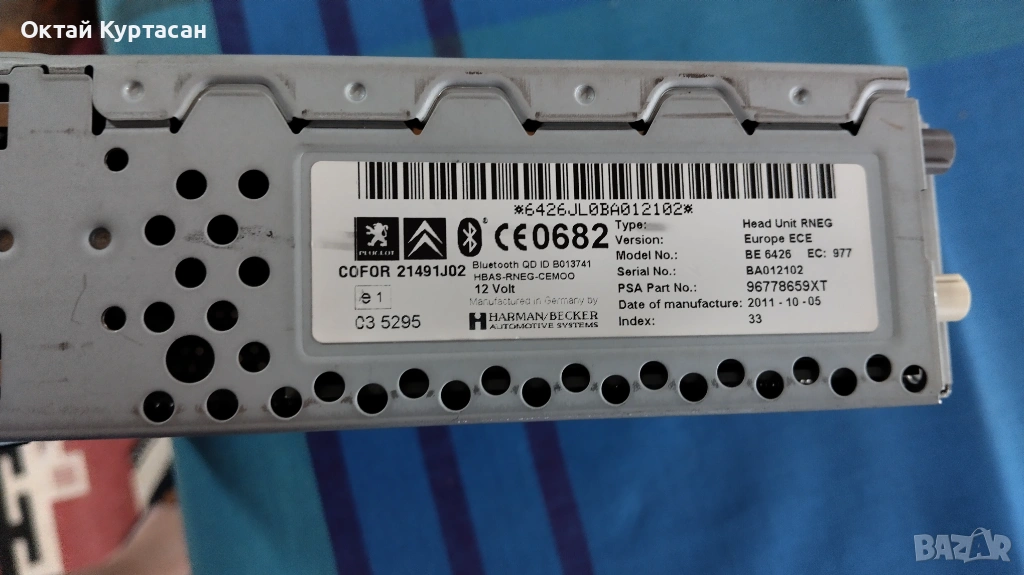 Октай Куртасан
*6426JL0BA012102*
PEUGEOT
CE0682
COFOR 21491J02
Bluetooth QD ID B013741
HBAS-RNEG-CEMOO
12 Volt
Manufactured in Germany by
HARMAN/BECKER
AUTOMOTIVE SYSTEMS
e1
03 5295
Type: Head Unit RNEG
Version: Europe ECE
Model No.: BE 6426 EC: 977
Serial No.: BA012102
PSA Part No.: 96778659XT
Date of manufacture: 2011-10-05
Index: 33
BAZAR